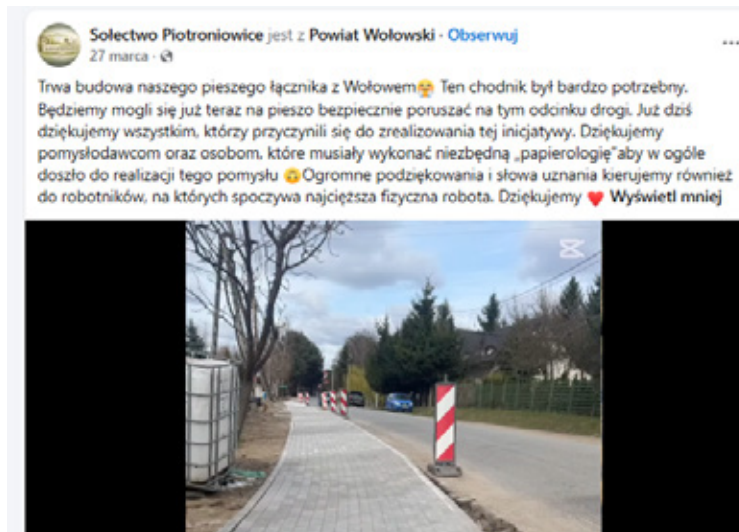 Sołectwo Piotroniowice jest z Powiat Wołowski · Obserwuj
27 marca ·
Trwa budowa naszego pieszego łącznika z Wołowem Ten chodnik był bardzo potrzebny.
Będziemy mogli się już teraz na pieszo bezpiecznie poruszać na tym odcinku drogi. Już dziś
dziękujemy wszystkim, którzy przyczynili się do zrealizowania tej inicjatywy. Dziękujemy
pomysłodawcom oraz osobom, które musiały wykonać niezbędną „papierologię"aby w ogóle
doszło do realizacji tego pomysłu 🙃Ogromne podziękowania i słowa uznania kierujemy również
do robotników, na których spoczywa najcięższa fizyczna robota. Dziękujemy ❤️ Wyświetl mniej